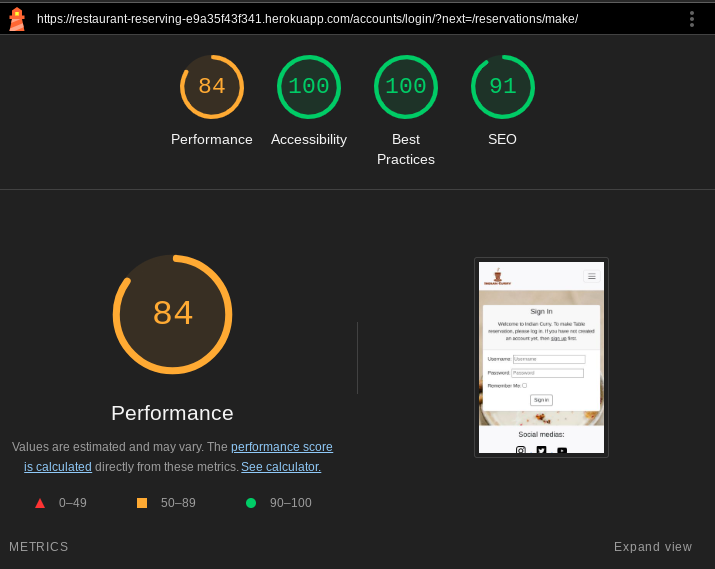 https://restaurant-reserving-e9a35f43f341.herokuapp.com/accounts/login/?next=/reservations/make/
84
100
100
91
Performance
Accessibility
Best
Practices
SEO
84
Performance
Values are estimated and may vary. The performance score
is calculated directly from these metrics. See calculator.
0–49
50–89
90–100
INDIAN CURRY
Sign In
Welcome to Indian Curry. To make Table
reservation, please log in. If you have not created
an account yet, then sign up first.
Username: Username
Password: Password
Remember Me:
Sign In
Social medias:
METRICS
Expand view